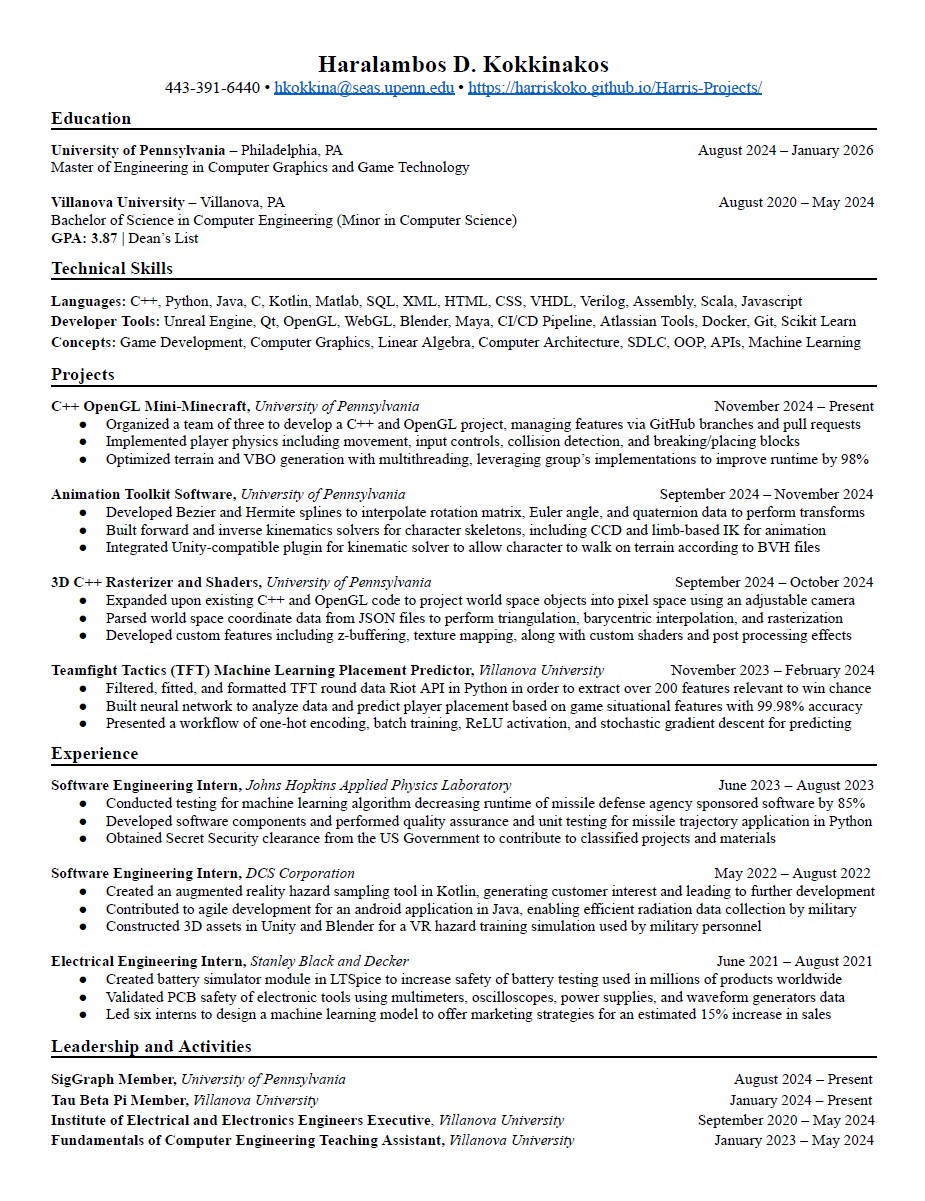 Haralambos D. Kokkinakos
443-391-6440 • hkokkina@seas.upenn.edu • https://harriskoko.github.io/Harris-Projects/
Education
University of Pennsylvania – Philadelphia, PA August 2024 – January 2026
Master of Engineering in Computer Graphics and Game Technology
Villanova University – Villanova, PA August 2020 – May 2024
Bachelor of Science in Computer Engineering (Minor in Computer Science)
GPA: 3.87 | Dean's List
Technical Skills
Languages: C++, Python, Java, C, Kotlin, Matlab, SQL, XML, HTML, CSS, VHDL, Verilog, Assembly, Scala, Javascript
Developer Tools: Unreal Engine, Qt, OpenGL, WebGL, Blender, Maya, CI/CD Pipeline, Atlassian Tools, Docker, Git, Scikit Learn
Concepts: Game Development, Computer Graphics, Linear Algebra, Computer Architecture, SDLC, OOP, APIs, Machine Learning
Projects
C++ OpenGL Mini-Minecraft, University of Pennsylvania November 2024 – Present
● Organized a team of three to develop a C++ and OpenGL project, managing features via GitHub branches and pull requests
● Implemented player physics including movement, input controls, collision detection, and breaking/placing blocks
● Optimized terrain and VBO generation with multithreading, leveraging group's implementations to improve runtime by 98%
Animation Toolkit Software, University of Pennsylvania September 2024 – November 2024
● Developed Bezier and Hermite splines to interpolate rotation matrix, Euler angle, and quaternion data to perform transforms
● Built forward and inverse kinematics solvers for character skeletons, including CCD and limb-based IK for animation
● Integrated Unity-compatible plugin for kinematic solver to allow character to walk on terrain according to BVH files
3D C++ Rasterizer and Shaders, University of Pennsylvania September 2024 – October 2024
● Expanded upon existing C++ and OpenGL code to project world space objects into pixel space using an adjustable camera
● Parsed world space coordinate data from JSON files to perform triangulation, barycentric interpolation, and rasterization
● Developed custom features including z-buffering, texture mapping, along with custom shaders and post processing effects
Teamfight Tactics (TFT) Machine Learning Placement Predictor, Villanova University November 2023 – February 2024
● Filtered, fitted, and formatted TFT round data Riot API in Python in order to extract over 200 features relevant to win chance
● Built neural network to analyze data and predict player placement based on game situational features with 99.98% accuracy
● Presented a workflow of one-hot encoding, batch training, ReLU activation, and stochastic gradient descent for predicting
Experience
Software Engineering Intern, Johns Hopkins Applied Physics Laboratory June 2023 – August 2023
● Conducted testing for machine learning algorithm decreasing runtime of missile defense agency sponsored software by 85%
● Developed software components and performed quality assurance and unit testing for missile trajectory application in Python
● Obtained Secret Security clearance from the US Government to contribute to classified projects and materials
Software Engineering Intern, DCS Corporation May 2022 – August 2022
● Created an augmented reality hazard sampling tool in Kotlin, generating customer interest and leading to further development
● Contributed to agile development for an android application in Java, enabling efficient radiation data collection by military
● Constructed 3D assets in Unity and Blender for a VR hazard training simulation used by military personnel
Electrical Engineering Intern, Stanley Black and Decker June 2021 – August 2021
● Created battery simulator module in LTSpice to increase safety of battery testing used in millions of products worldwide
● Validated PCB safety of electronic tools using multimeters, oscilloscopes, power supplies, and waveform generators data
● Led six interns to design a machine learning model to offer marketing strategies for an estimated 15% increase in sales
Leadership and Activities
SigGraph Member, University of Pennsylvania August 2024 – Present
Tau Beta Pi Member, Villanova University January 2024 – Present
Institute of Electrical and Electronics Engineers Executive, Villanova University September 2020 – May 2024
Fundamentals of Computer Engineering Teaching Assistant, Villanova University January 2023 – May 2024